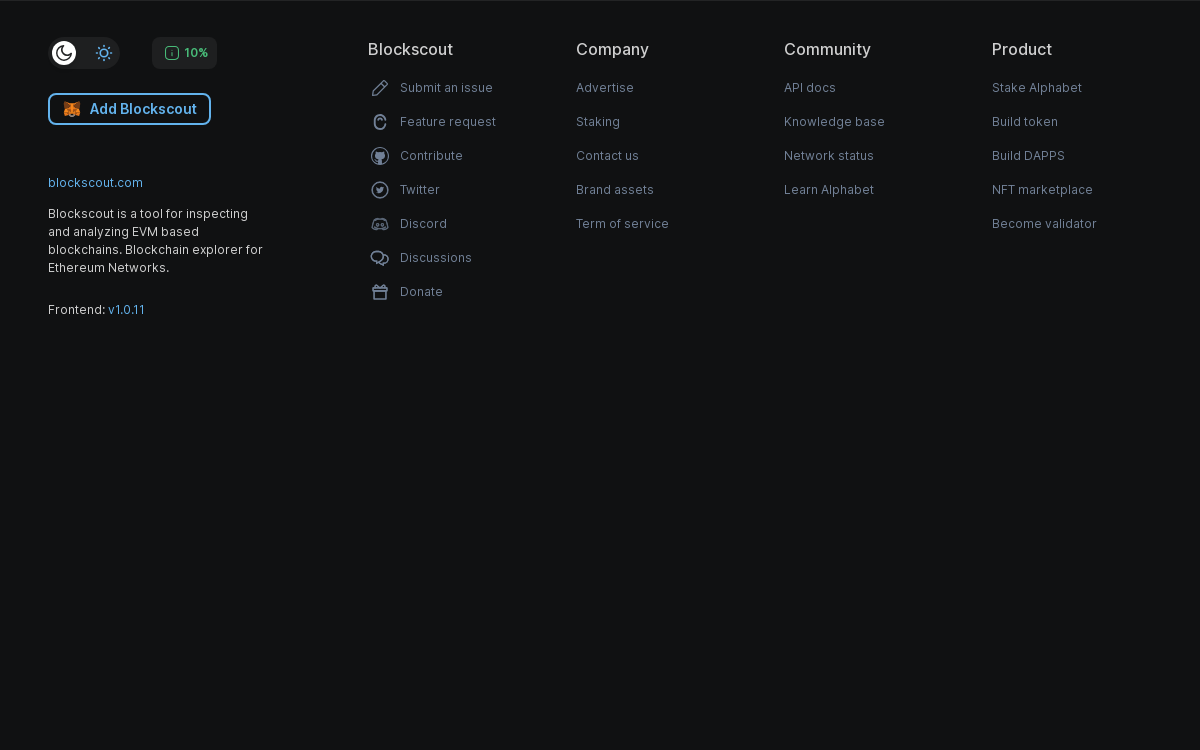 10%
Add Blockscout
blockscout.com
Blockscout is a tool for inspecting
and analyzing EVM based
blockchains. Blockchain explorer for
Ethereum Networks.
Frontend: v1.0.11
Blockscout
Submit an issue
Feature request
Contribute
Twitter
Discord
Discussions
Donate
Company
Advertise
Staking
Contact us
Brand assets
Term of service
Community
API docs
Knowledge base
Network status
Learn Alphabet
Product
Stake Alphabet
Build token
Build DAPPS
NFT marketplace
Become validator